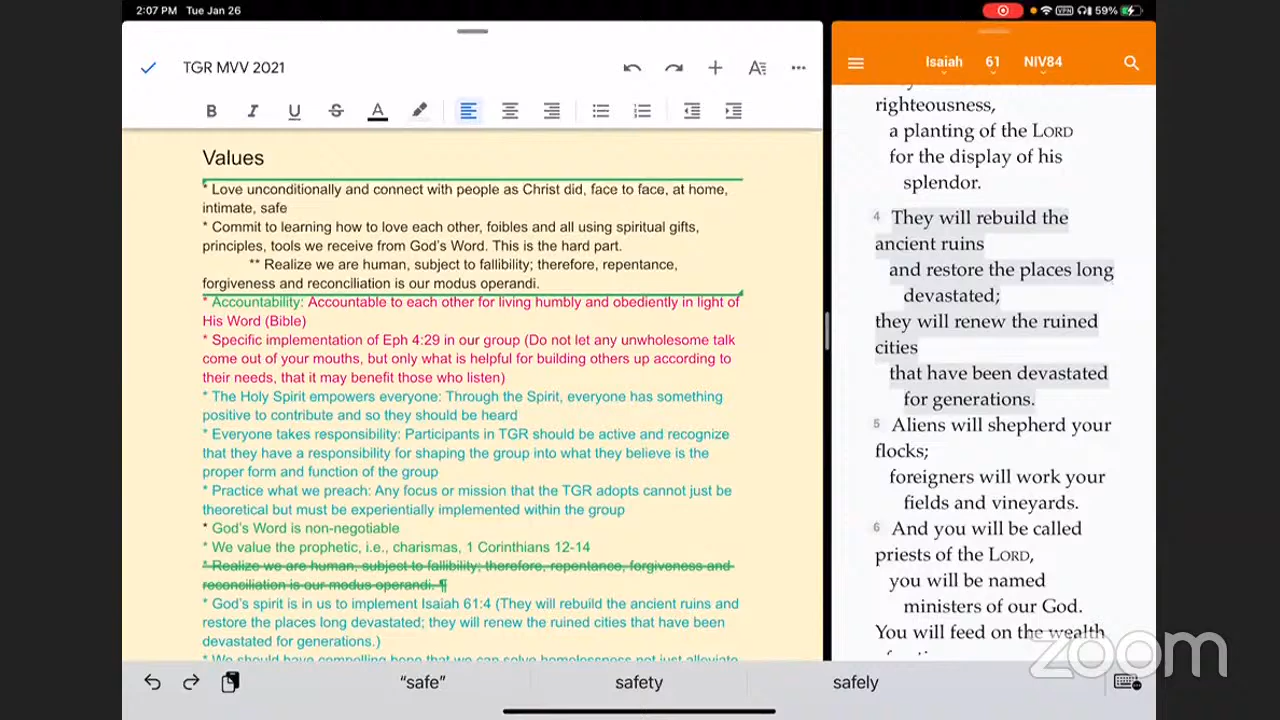 2:07 PM Tue Jan 26
VPN 59%
TGR MVV 2021
B I U S A
Values
* Love unconditionally and connect with people as Christ did, face to face, at home,
intimate, safe
* Commit to learning how to love each other, foibles and all using spiritual gifts,
principles, tools we receive from God's Word. This is the hard part.
** Realize we are human, subject to fallibility; therefore, repentance,
forgiveness and reconciliation is our modus operandi.
* Accountability: Accountable to each other for living humbly and obediently in light of
His Word (Bible)
* Specific implementation of Eph 4:29 in our group (Do not let any unwholesome talk
come out of your mouths, but only what is helpful for building others up according to
their needs, that it may benefit those who listen)
* The Holy Spirit empowers everyone: Through the Spirit, everyone has something
positive to contribute and so they should be heard
* Everyone takes responsibility: Participants in TGR should be active and recognize
that they have a responsibility for shaping the group into what they believe is the
proper form and function of the group
* Practice what we preach: Any focus or mission that the TGR adopts cannot just be
theoretical but must be experientially implemented within the group
* God's Word is non-negotiable
* We value the prophetic, i.e., charismas, 1 Corinthians 12-14
* Realize we are human, subject to fallibility; therefore, repentance, forgiveness and
reconciliation is our modus operandi. ¶
* God's spirit is in us to implement Isaiah 61:4 (They will rebuild the ancient ruins and
restore the places long devastated; they will renew the ruined cities that have been
devastated for generations.)
* We should have compelling hope that we can solve homelessness not just alleviate
“safe” safety safely
Isaiah 61 NIV84
righteousness,
a planting of the LORD
for the display of his
splendor.
4 They will rebuild the
ancient ruins
and restore the places long
devastated;
they will renew the ruined
cities
that have been devastated
for generations.
5 Aliens will shepherd your
flocks;
foreigners will work your
fields and vineyards.
6 And you will be called
priests of the LORD,
you will be named
ministers of our God.
You will feed on the wealth
zoom